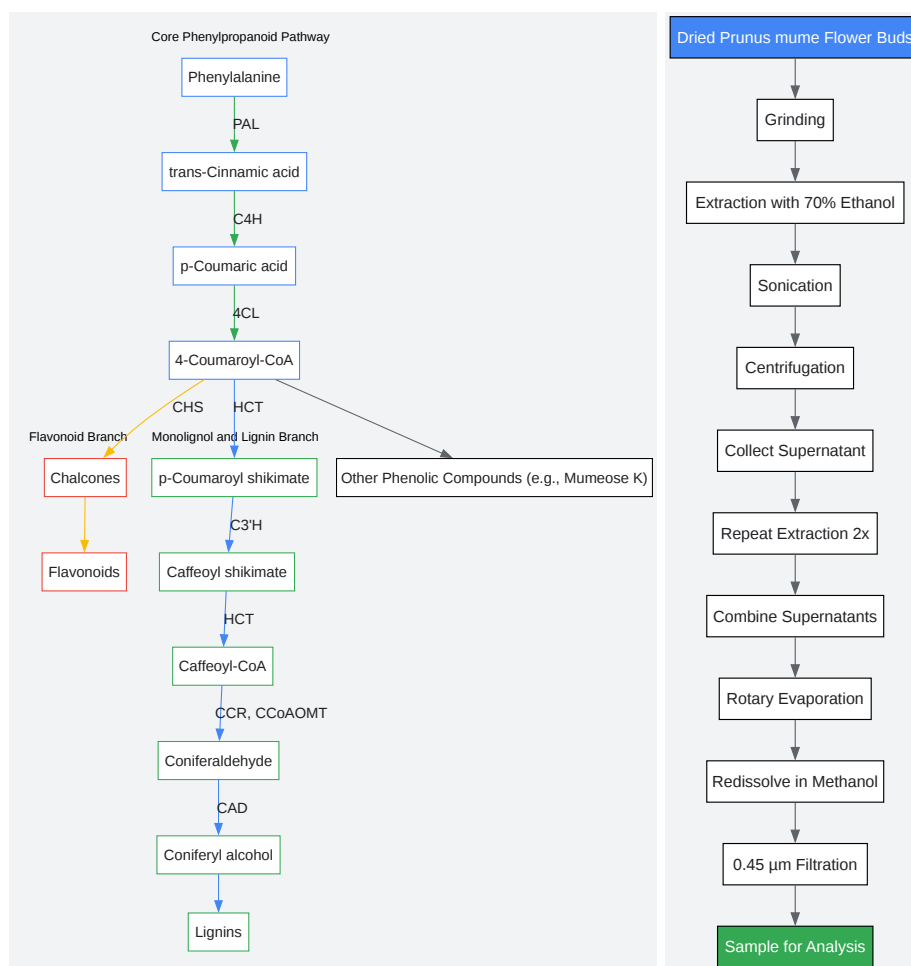 Core Phenylpropanoid Pathway
Phenylalanine
PAL
trans-Cinnamic acid
C4H
p-Coumaric acid
4CL
4-Coumaroyl-CoA
CHS
HCT
Flavonoid Branch
Monolignol and Lignin Branch
Chalcones
p-Coumaroyl shikimate
Other Phenolic Compounds (e.g., Mumeose K)
C3'H
Flavonoids
Caffeoyl shikimate
HCT
Caffeoyl-CoA
CCR, CCoAOMT
Coniferaldehyde
CAD
Coniferyl alcohol
Lignins
Dried Prunus mume Flower Buds
Grinding
Extraction with 70% Ethanol
Sonication
Centrifugation
Collect Supernatant
Repeat Extraction 2x
Combine Supernatants
Rotary Evaporation
Redissolve in Methanol
0.45 µm Filtration
Sample for Analysis